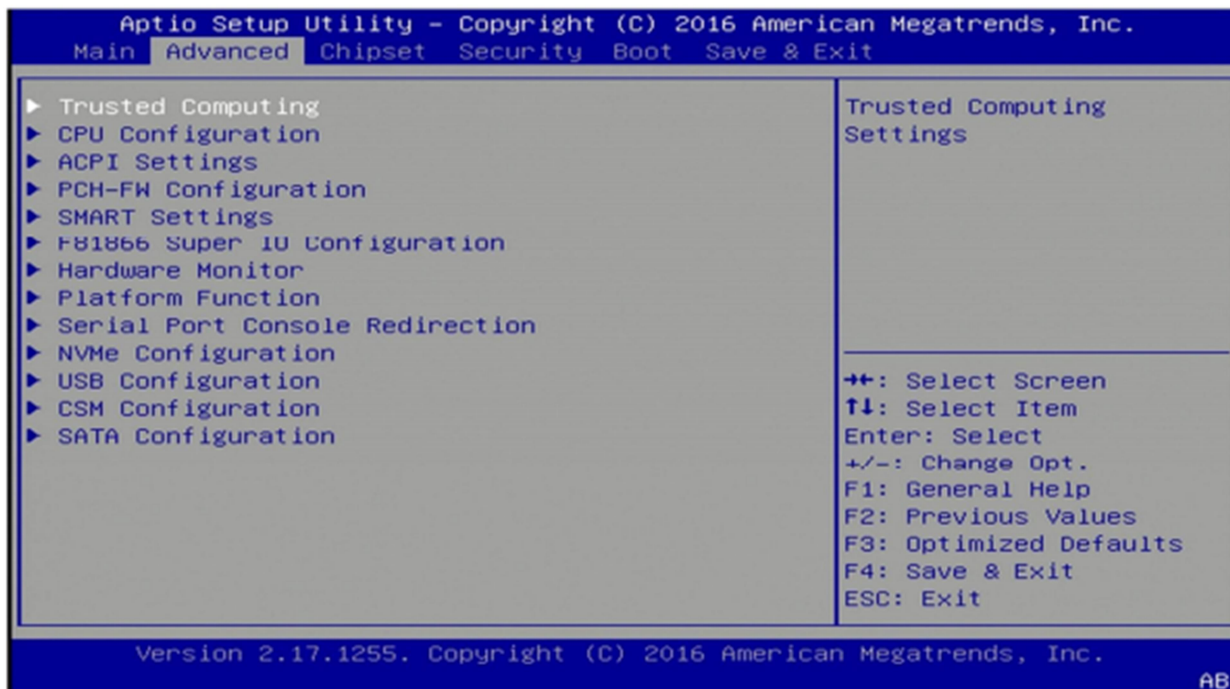 Aptio Setup Utility – Copyright (C) 2016 American Megatrends, Inc.
Main Advanced Chipset Security Boot Save & Exit
▶ Trusted Computing
▶ CPU Configuration
▶ ACPI Settings
▶ PCH-FW Configuration
▶ SMART Settings
▶ F81866 Super IO Configuration
▶ Hardware Monitor
▶ Platform Function
▶ Serial Port Console Redirection
▶ NVMe Configuration
▶ USB Configuration
▶ CSM Configuration
▶ SATA Configuration
Trusted Computing
Settings
→←: Select Screen
↑↓: Select Item
Enter: Select
+/-: Change Opt.
F1: General Help
F2: Previous Values
F3: Optimized Defaults
F4: Save & Exit
ESC: Exit
Version 2.17.1255. Copyright (C) 2016 American Megatrends, Inc.
AB